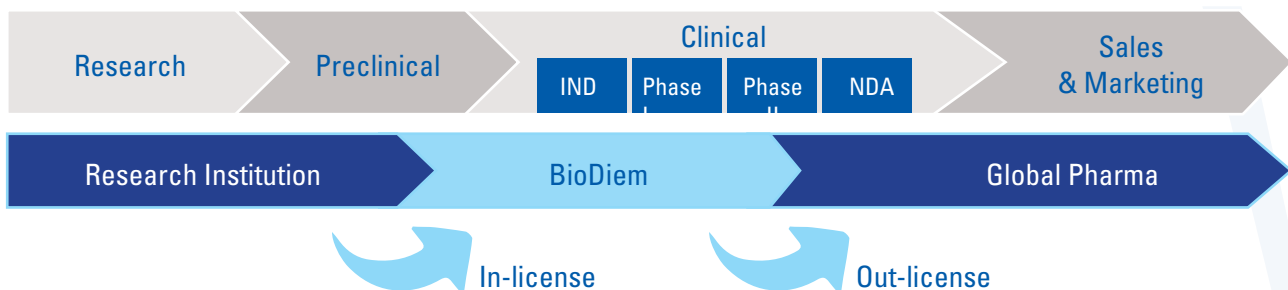 Research
Preclinical
Clinical
IND
Phase
Phase
NDA
Sales
& Marketing
Research Institution
BioDiem
Global Pharma
In-license
Out-license